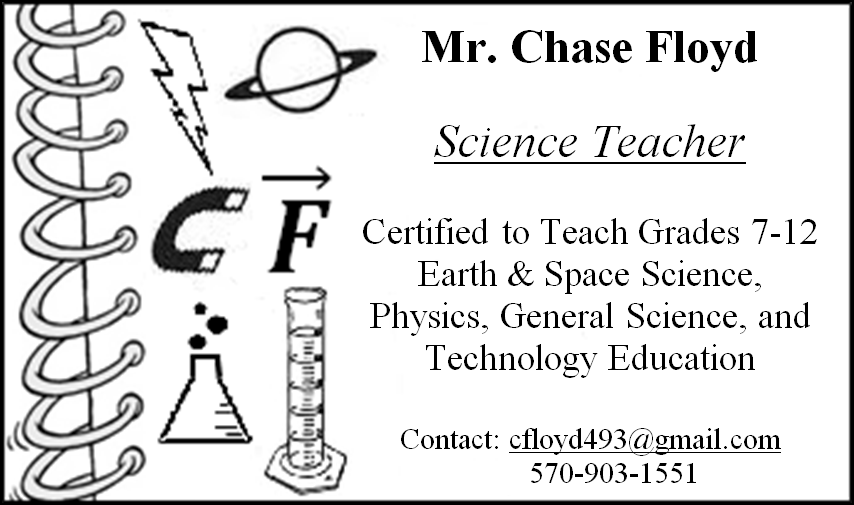 Mr. Chase Floyd
Science Teacher
F
Certified to Teach Grades 7-12
Earth & Space Science,
Physics, General Science, and
Technology Education
Contact: cfloyd493@gmail.com
570-903-1551